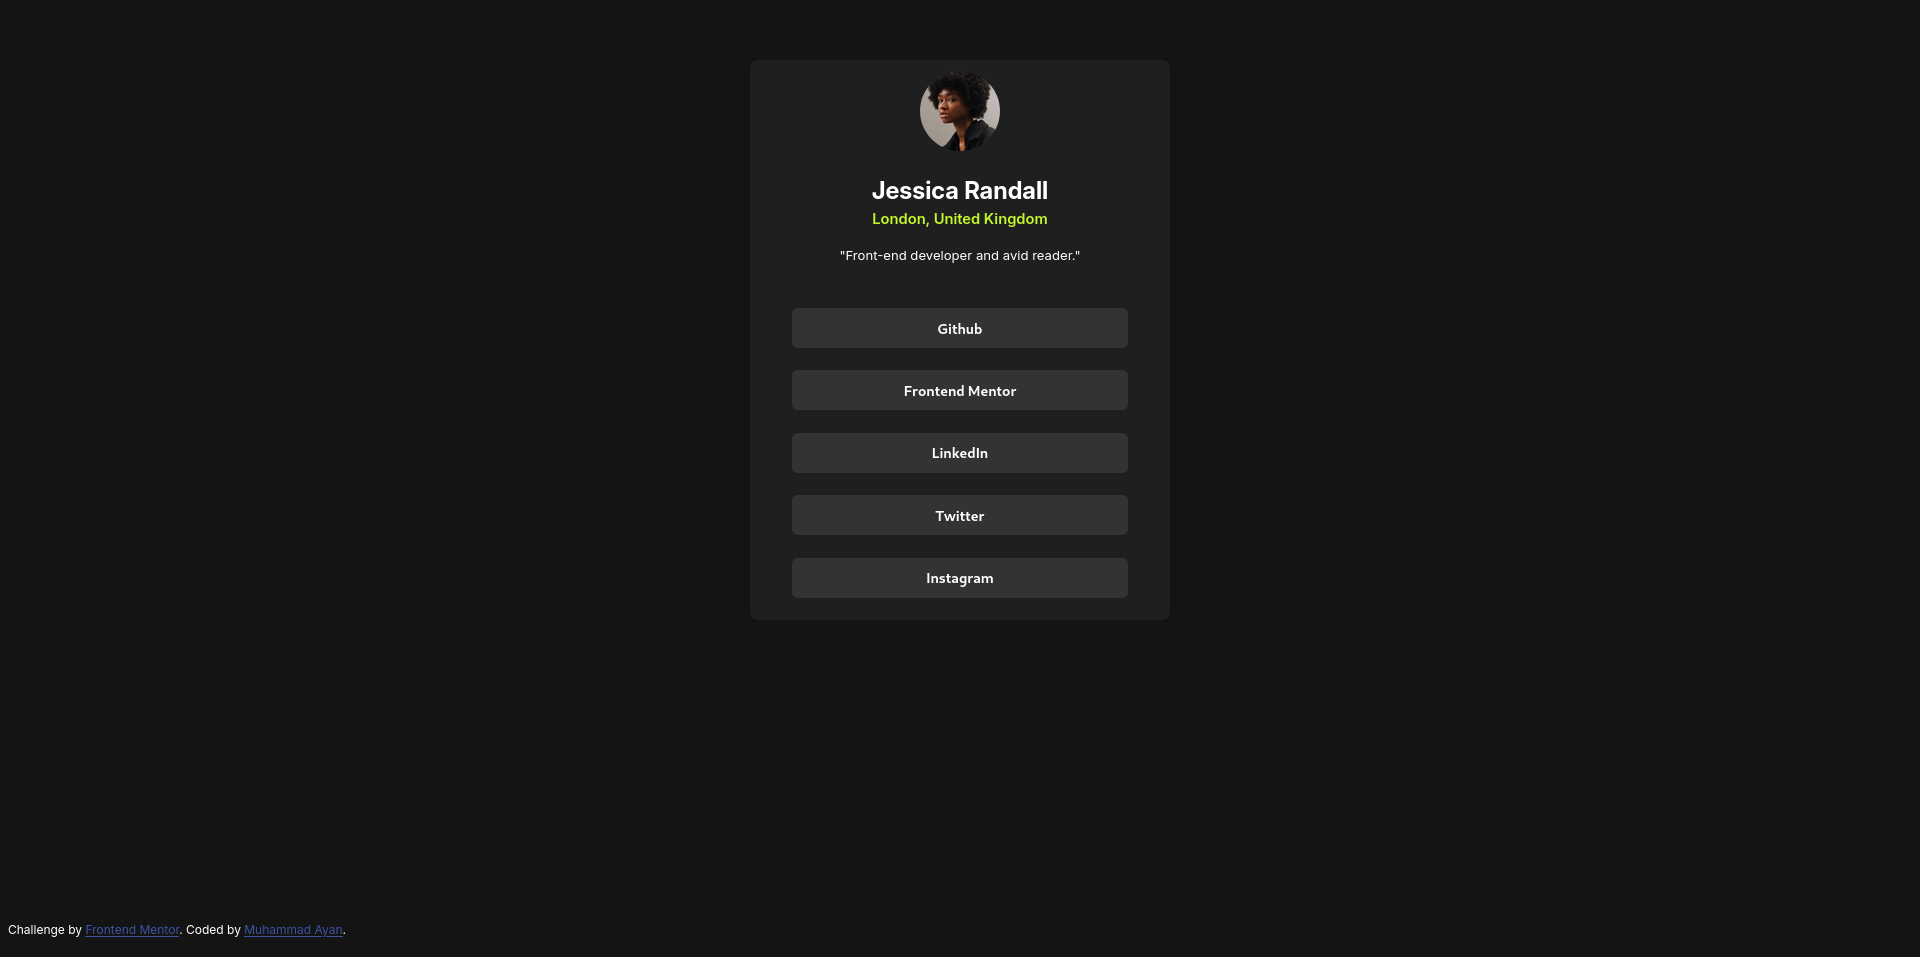 Jessica Randall
London, United Kingdom
"Front-end developer and avid reader."
Github
Frontend Mentor
LinkedIn
Twitter
Instagram
Challenge by Frontend Mentor. Coded by Muhammad Ayan.